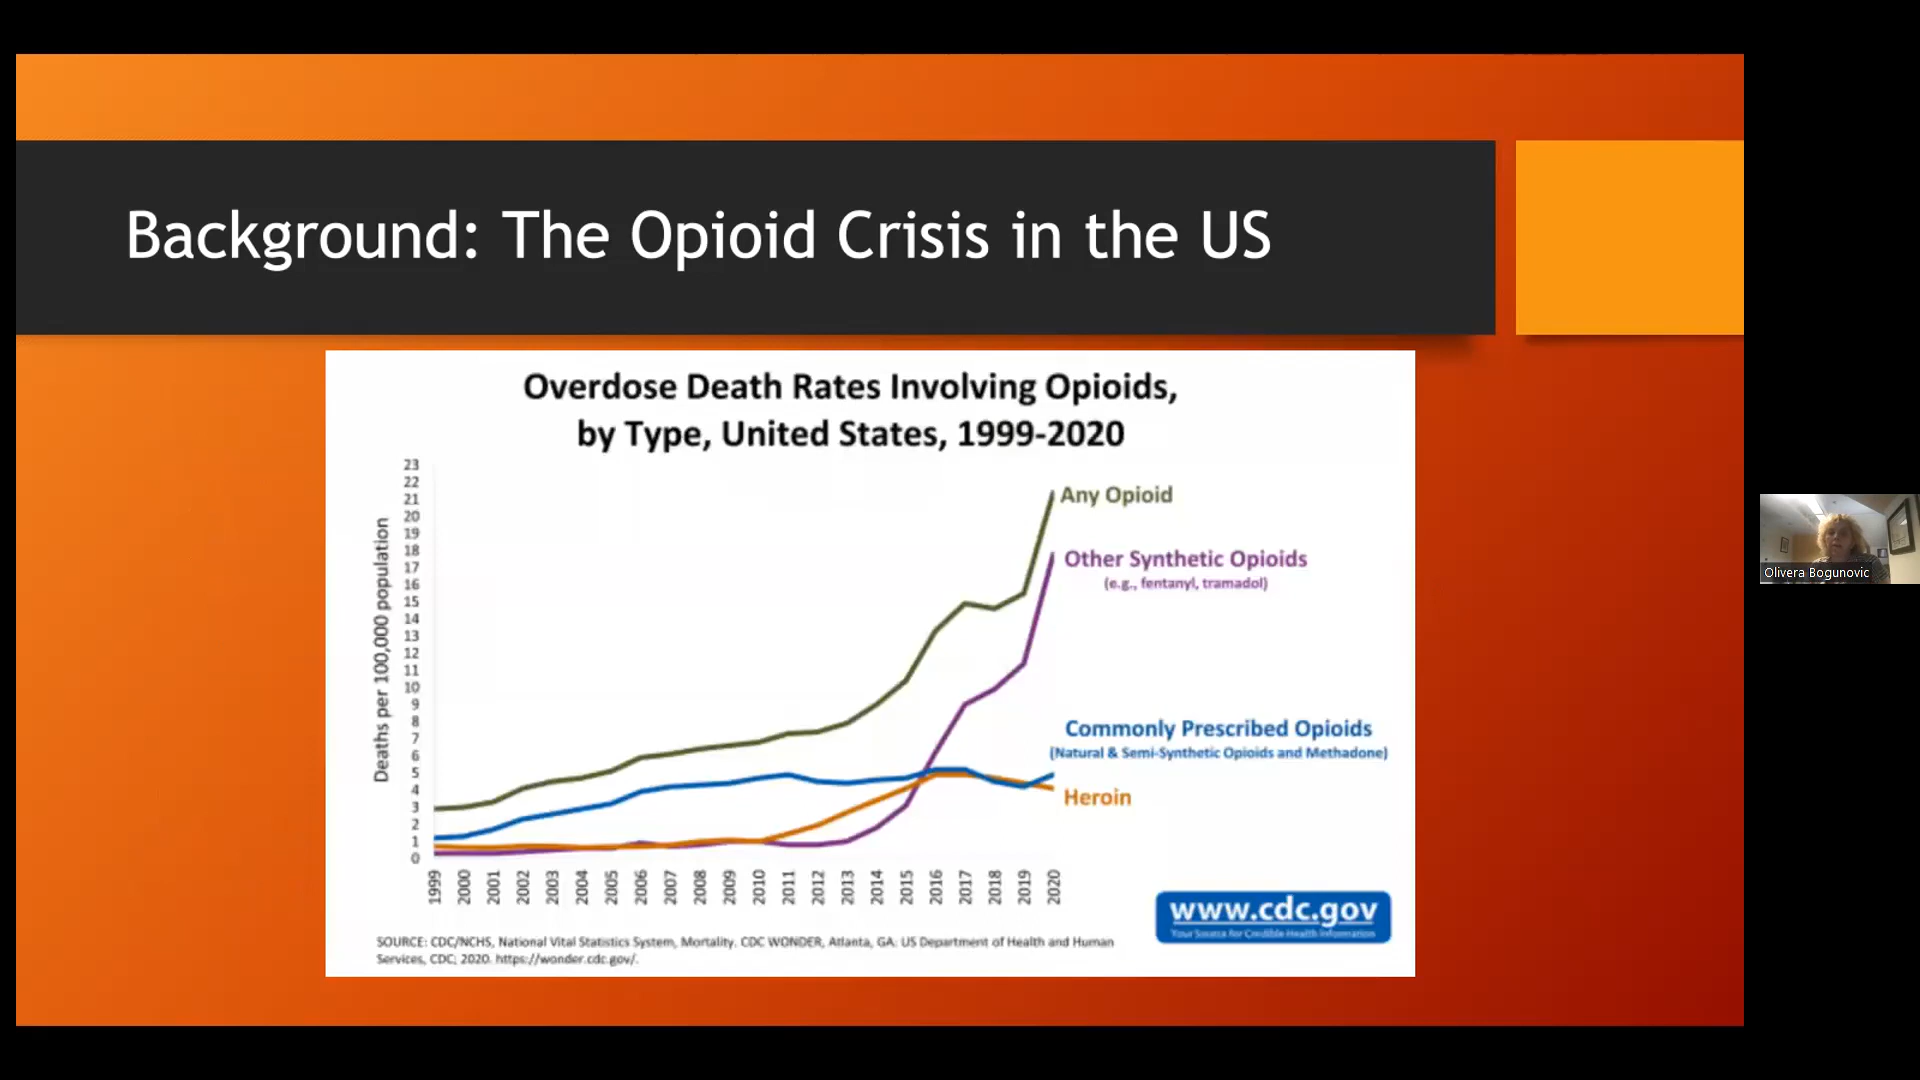 Background: The Opioid Crisis in the US
Overdose Death Rates Involving Opioids,
by Type, United States, 1999-2020
Deaths per 100,000 population
23
22
21
20
19
18
17
16
15
14
13
12
11
10
9
8
7
6
5
4
3
2
1
0
1999 2000 2001 2002 2003 2004 2005 2006 2007 2008 2009 2010 2011 2012 2013 2014 2015 2016 2017 2018 2019 2020
Any Opioid
Other Synthetic Opioids
(e.g., fentanyl, tramadol)
Commonly Prescribed Opioids
(Natural & Semi-Synthetic Opioids and Methadone)
Heroin
www.cdc.gov
Your Source for Credible Health Information
SOURCE: CDC/NCHS, National Vital Statistics System, Mortality. CDC WONDER, Atlanta, GA: US Department of Health and Human
Services, CDC; 2020. https://wonder.cdc.gov/.
Olivera Bogunovic